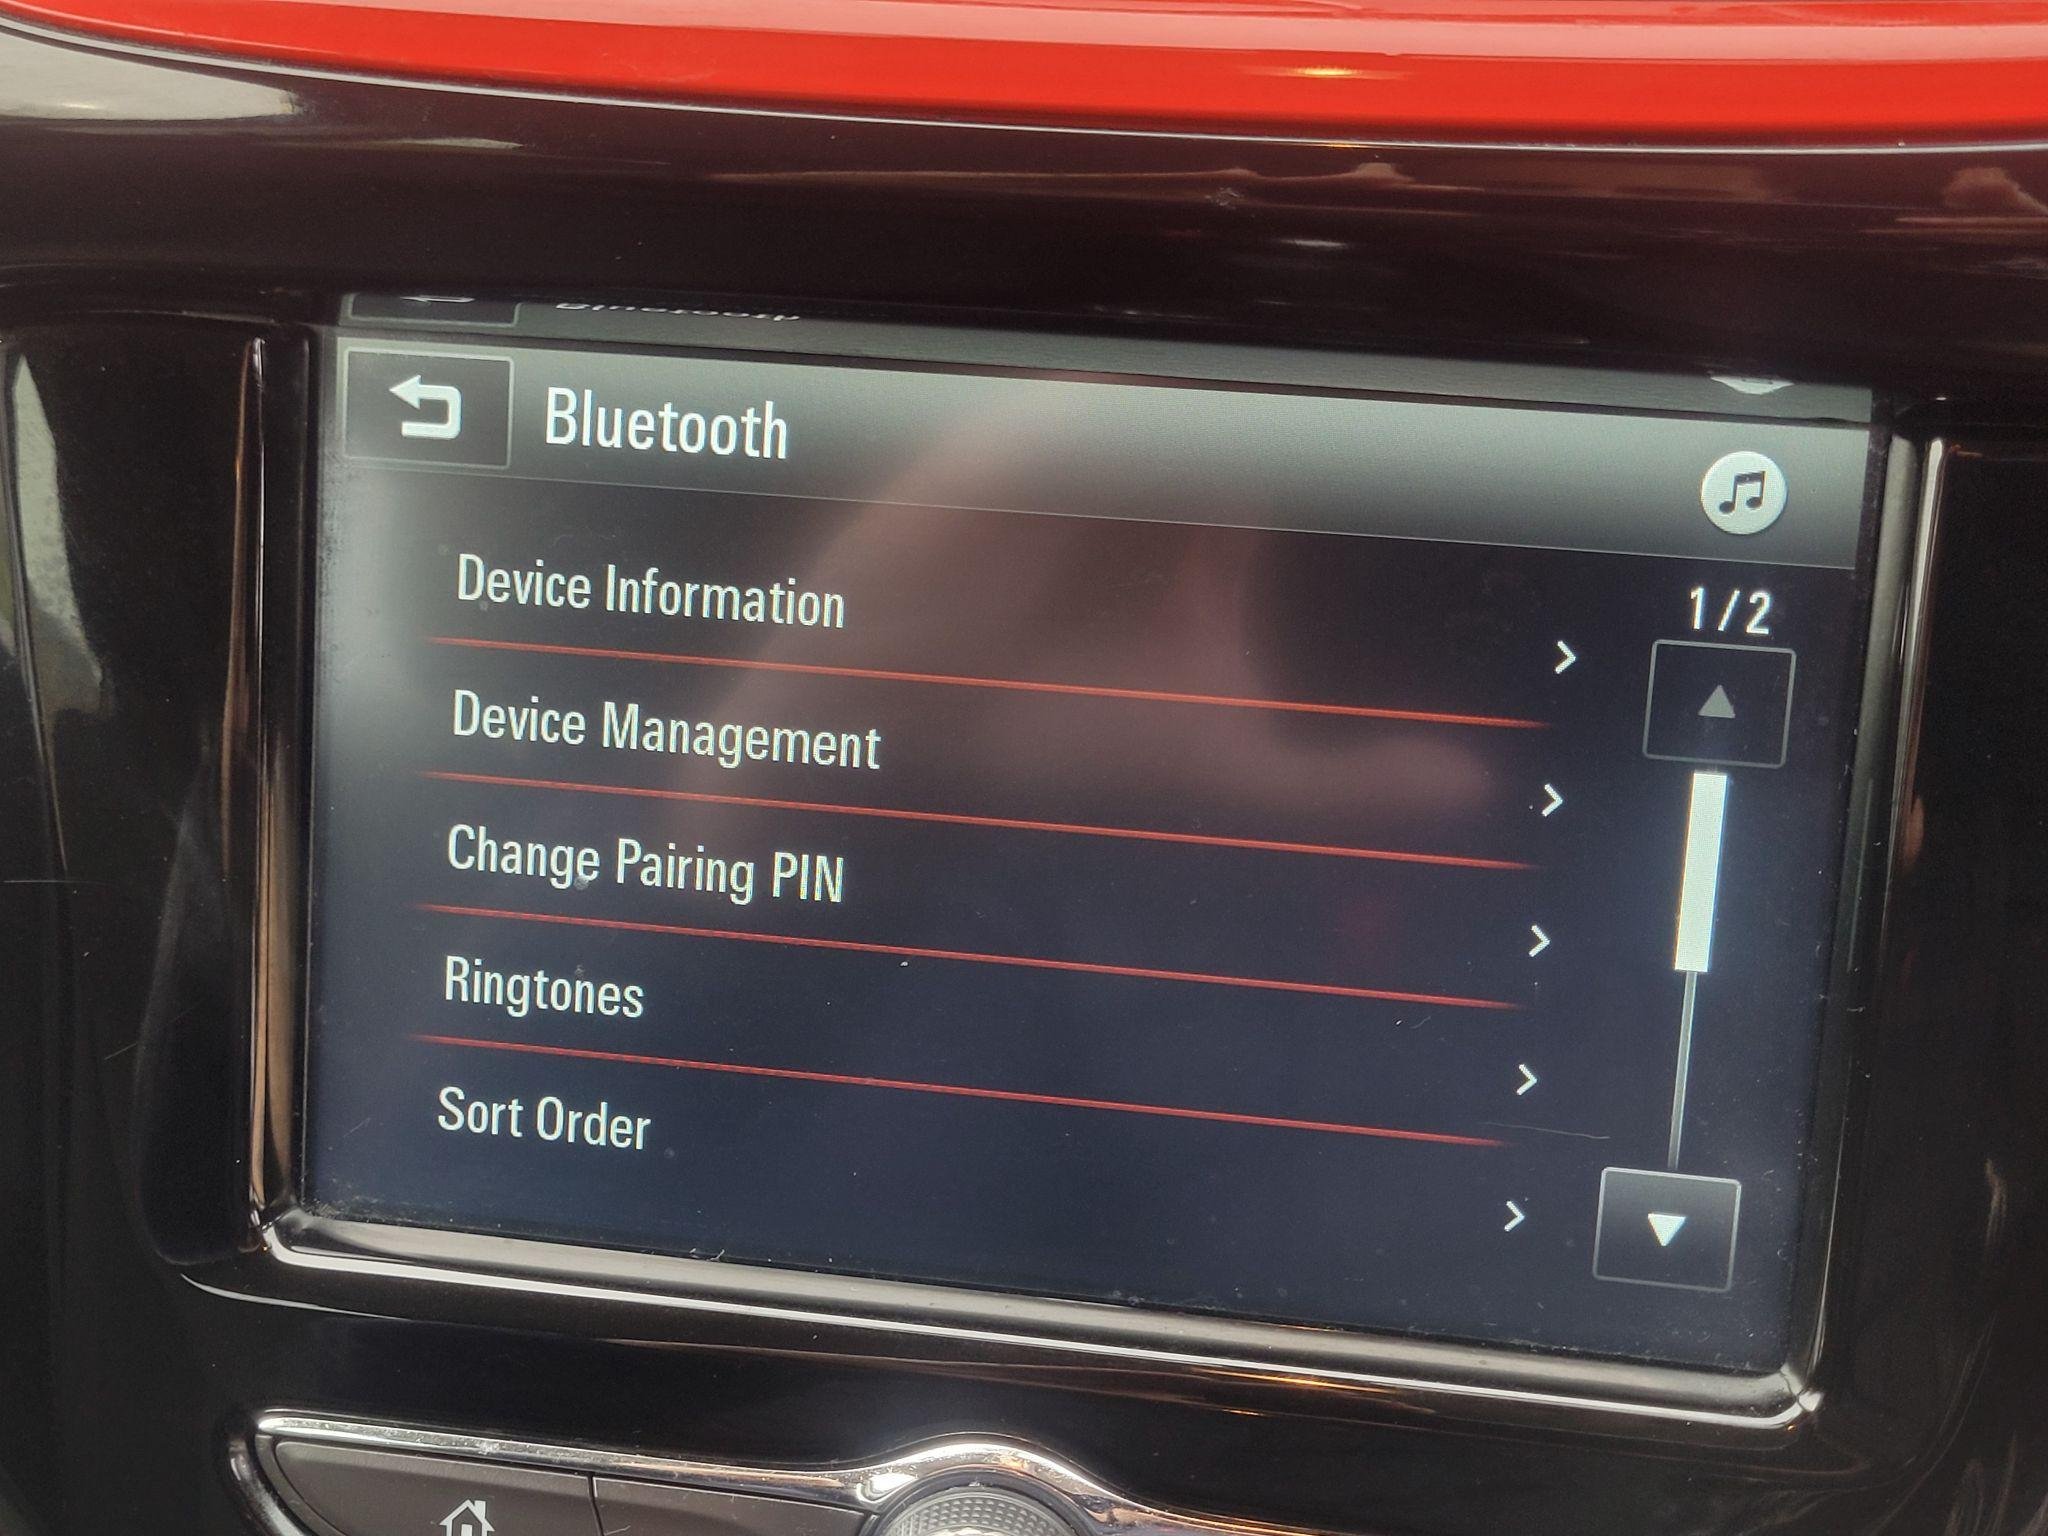 Bluetooth
1/2
Device Information
Device Management
Change Pairing PIN
Ringtones
Sort Order